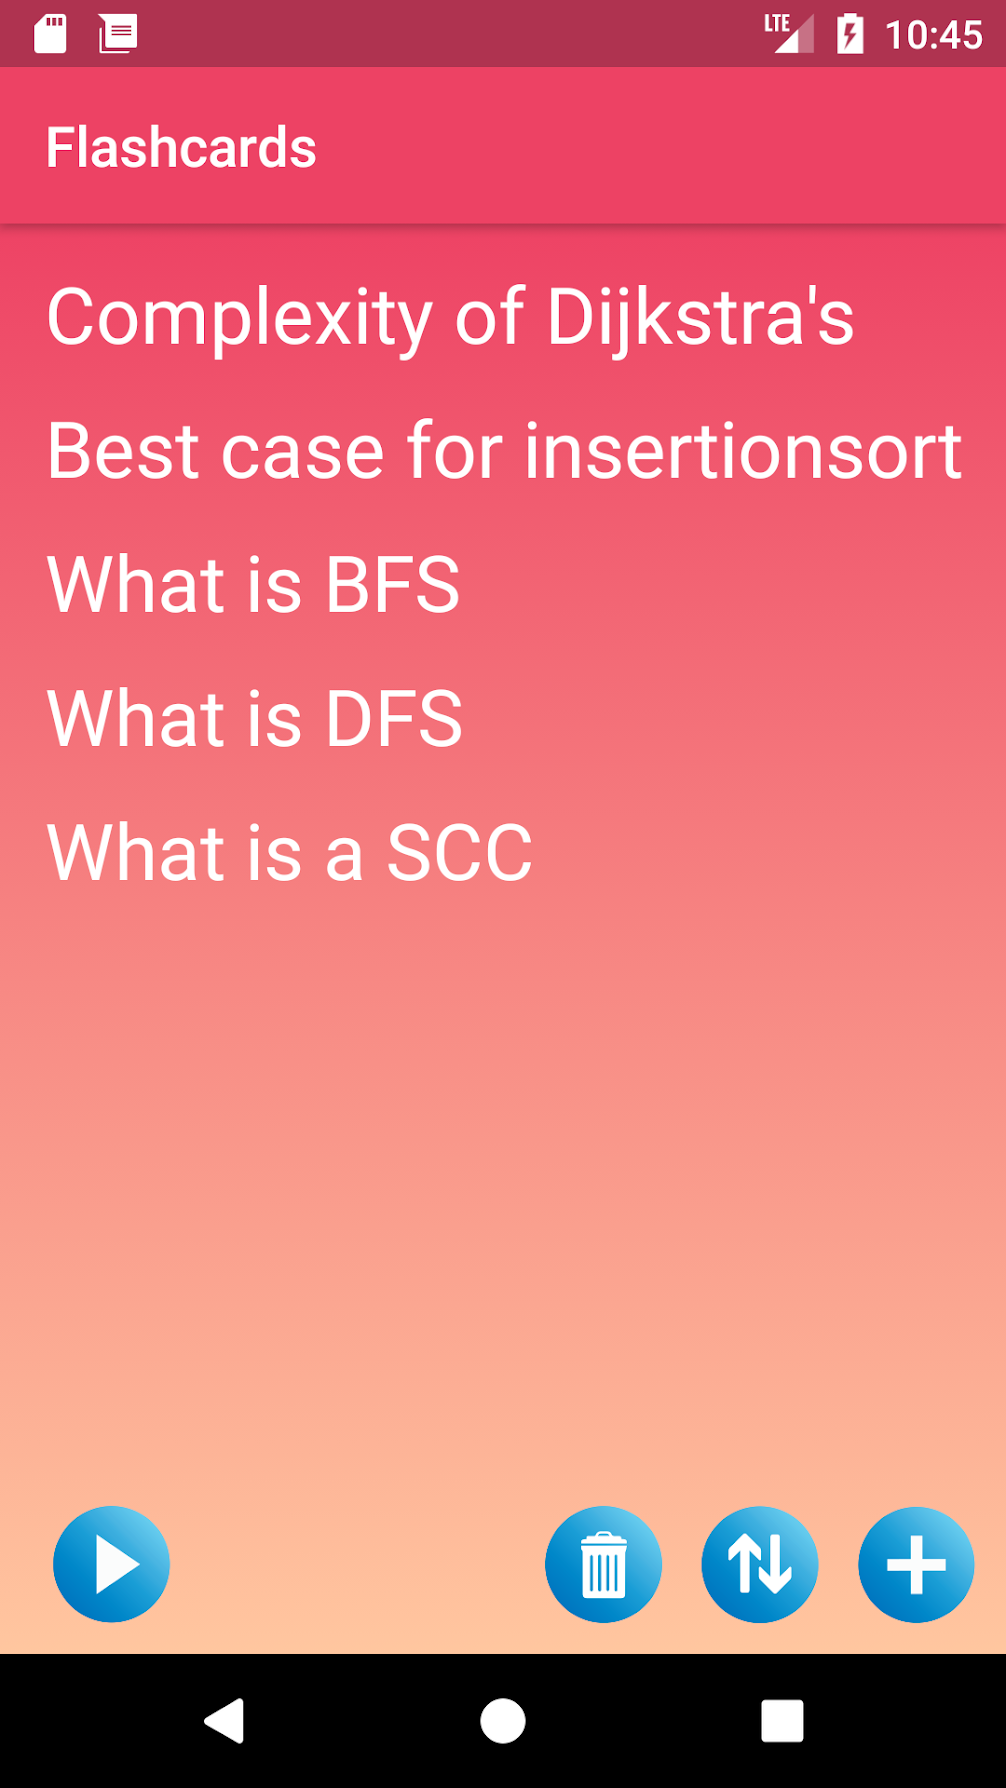 LTE 10:45
Flashcards
Complexity of Dijkstra's
Best case for insertionsort
What is BFS
What is DFS
What is a SCC